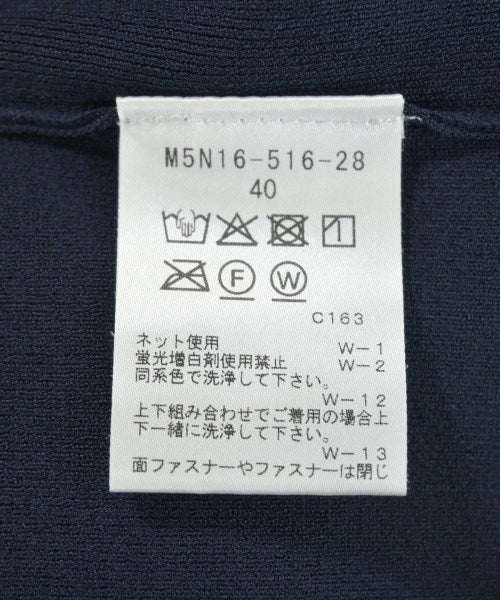 M5N16-516-28
40
F W
C163
ネット使用 W-1
蛍光増白剤使用禁止 W-2
同系色で洗浄して下さい。
W-12
上下組み合わせでご着用の場合上
下一緒に洗浄して下さい。
W-13
面ファスナーやファスナーは閉じ